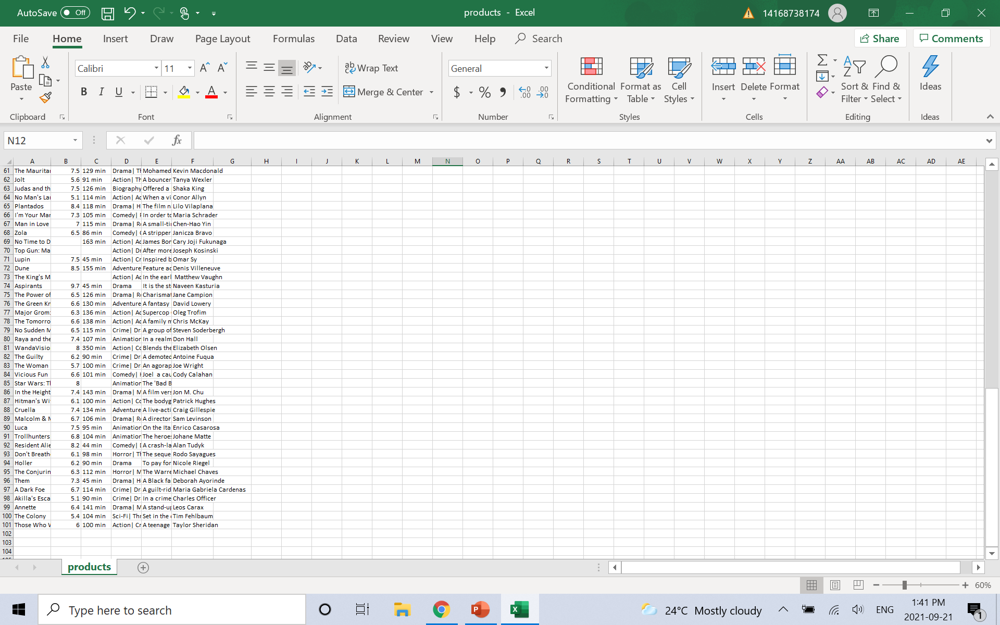 AutoSave Off products - Excel 14168738174
File Home Insert Draw Page Layout Formulas Data Review View Help Search Share Comments
Paste Calibri 11 Wrap Text General Conditional Formatting Format as Table Cell Styles Insert Delete Format Sort & Filter Find & Select Ideas
B I U Merge & Center $ % 9
Clipboard Font Alignment Number Styles Cells Editing Ideas
N12 fx
A B C D E F G H I J K L M N O P Q R S T U V W X Y Z AA AB AC AD AE
61 The Maurita 7.5 129 min Drama| Th Mohamed Kevin Macdonald
62 Jolt 5.6 91 min Action| Th A bouncer Tanya Wexler
63 Judas and th 7.5 126 min Biography Offered a Shaka King
64 No Man's La 5.1 114 min Action| Ad When a vi Conor Allyn
65 Plantados 8.4 118 min Drama| H The film n Lilo Vilaplana
66 I'm Your Mar 7.3 105 min Comedy| F In order to Maria Schrader
67 Man in Love 7 115 min Drama| Ro A small-ti Chen-Hao Yin
68 Zola 6.5 86 min Comedy| C A stripper Janicza Bravo
69 No Time to D 163 min Action| Ad James Bon Cary Joji Fukunaga
70 Top Gun: Ma Action| Dr After more Joseph Kosinski
71 Lupin 7.5 45 min Action| Cr Inspired b Omar Sy
72 Dune 8.5 155 min Adventure Feature ad Denis Villeneuve
73 The King's M Action| Ad In the earl Matthew Vaughn
74 Aspirants 9.7 45 min Drama It is the st Naveen Kasturia
75 The Power of 6.5 126 min Drama| Ro Charismat Jane Campion
76 The Green Kr 6.6 130 min Adventure A fantasy David Lowery
77 Major Grom: 6.3 136 min Action| Ad Supercop Oleg Trofim
78 The Tomorro 6.6 138 min Action| Ad A family m Chris McKay
79 No Sudden M 6.5 115 min Crime| Dr A group of Steven Soderbergh
80 Raya and the 7.4 107 min Animation In a realm Don Hall
81 WandaVisio 8 350 min Action| Co Blends the Elizabeth Olsen
82 The Guilty 6.2 90 min Crime| Dr A demoted Antoine Fuqua
83 The Woman 5.7 100 min Crime| Dr An agorap Joe Wright
84 Vicious Fun 6.6 101 min Comedy| H Joel a cau Cody Calahan
85 Star Wars: Th 8 Animation The 'Bad B
86 In the Height 7.4 143 min Drama| M A film vers Jon M. Chu
87 Hitman's Wi 6.1 100 min Action| Co The bodyg Patrick Hughes
88 Cruella 7.4 134 min Adventure A live-acti Craig Gillespie
89 Malcolm & M 6.7 106 min Drama| Ro A director Sam Levinson
90 Luca 7.5 95 min Animation On the Ita Enrico Casarosa
91 Trollhunters 6.8 104 min Animation The heroes Johane Matte
92 Resident Alie 8.2 44 min Comedy| D A crash-la Alan Tudyk
93 Don't Breath 6.1 98 min Horror| Th The seque Rodo Sayagues
94 Holler 6.2 90 min Drama To pay for Nicole Riegel
95 The Conjurin 6.3 112 min Horror| M The Warre Michael Chaves
96 Them 7.3 45 min Drama| Ho A Black fa Deborah Ayorinde
97 A Dark Foe 6.7 114 min Crime| Dr A guilt-rid Maria Gabriela Cardenas
98 Akilla's Esca 5.1 90 min Crime| Dr In a crime Charles Officer
99 Annette 6.4 141 min Drama| M A stand-up Leos Carax
100 The Colony 5.4 104 min Sci-Fi| Thr Set in the Tim Fehlbaum
101 Those Who W 6 100 min Action| Cr A teenage Taylor Sheridan
102
103
104
products
60%
Type here to search 24°C Mostly cloudy ENG 1:41 PM
2021-09-21 1